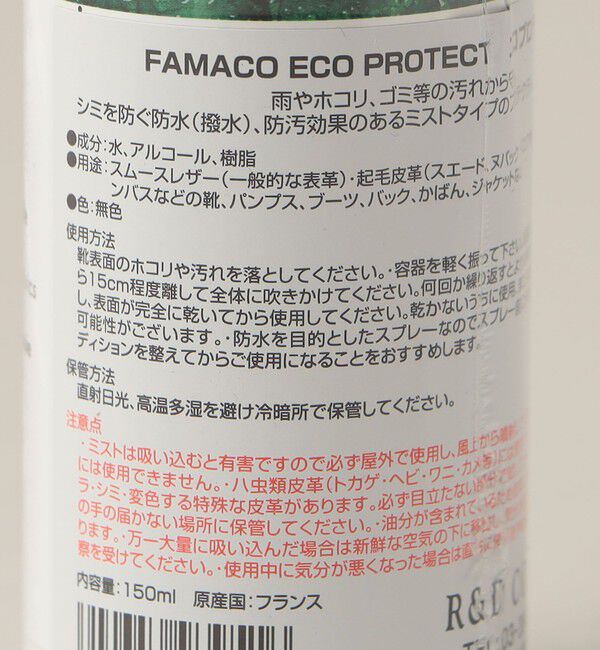 FAMACO ECO PROTECT コプロ
雨やホコリ、ゴミ等の汚れから
シミを防ぐ防水(撥水)、防汚効果のあるミストタイプの
●成分:水、アルコール、樹脂
●用途:スムースレザー(一般的な表革)・起毛皮革(スエード、ヌバック
ンバスなどの靴、パンプス、ブーツ、バック、かばん、ジャケット
●色:無色
使用方法
靴表面のホコリや汚れを落としてください。・容器を軽く振って下さい
ら15cm程度離して全体に吹きかけてください。何回か繰り返すとよ
し、表面が完全に乾いてから使用してください。乾かないうちに使用
可能性がございます。・防水を目的としたスプレーなのでスプレー
ディションを整えてからご使用になることをおすすめします。
保管方法
直射日光、高温多湿を避け冷暗所で保管してください。
注意点
・ミストは吸い込むと有害ですので必ず屋外で使用し、風上から
には使用できません。・ハ虫類皮革(トカゲ・ヘビ・ワニ・カメ等)には
ラ・シミ・変色する特殊な皮革があります。必ず目立たない
の手の届かない場所に保管してください。・油分が含まれているため
ります。・万一大量に吸い込んだ場合は新鮮な空気の下に
察を受けてください。・使用中に気分が悪くなった場合は直
内容量:150ml 原産国:フランス
R&D
TEL:03-
CS